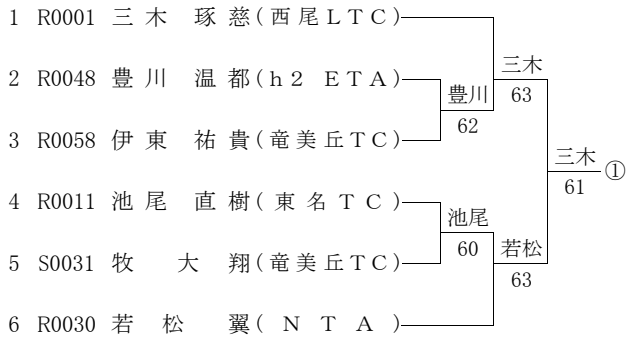 1 R0001 三木 琢慈(西尾LTC)
三木
2 R0048 豊川 温都(h2 ETA)
豊川
63
62
3 R0058 伊東 祐貴(竜美丘TC)
三木
①
61
4 R0011 池尾 直樹(東名TC)
池尾
60
若松
5 S0031 牧 大翔(竜美丘TC)
63
6 R0030 若松 翼(NTA)